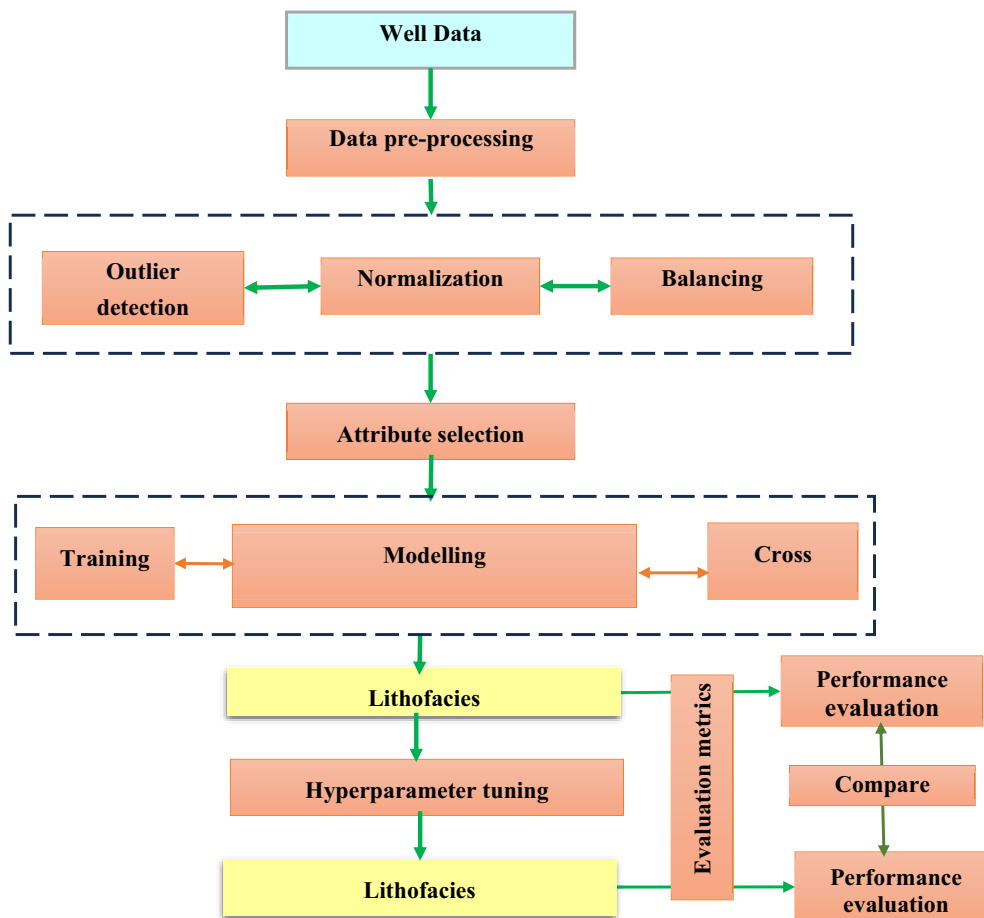 Well Data
Data pre-processing
Outlier
detection
Normalization
Balancing
Attribute selection
Training
Modelling
Cross
Lithofacies
Performance
evaluation
Evaluation metrics
Hyperparameter tuning
Compare
Lithofacies
Performance
evaluation